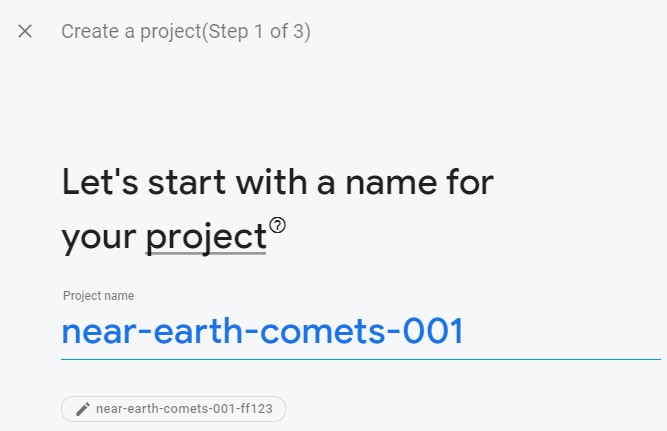 Create a project(Step 1 of 3)
Let's start with a name for
your project
Project name
near-earth-comets-001
near-earth-comets-001-ff123